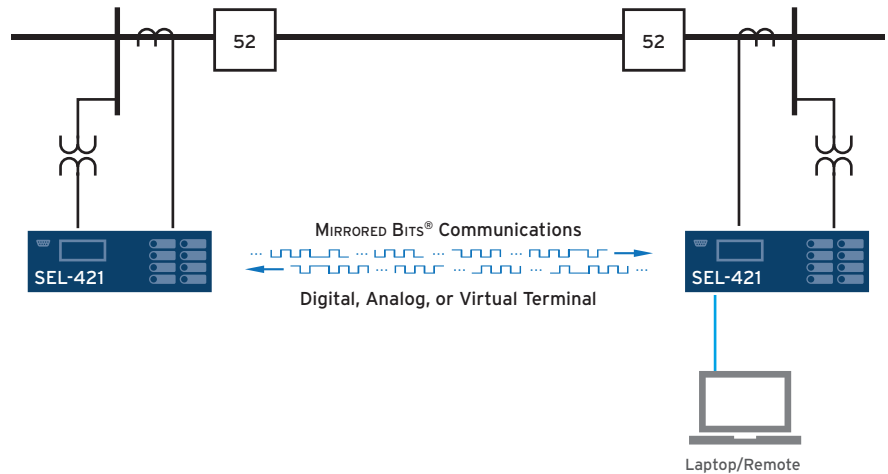 52
52
MIRRORED BITS® Communications
... ... ... ...
... ... ... ...
Digital, Analog, or Virtual Terminal
SEL-421
SEL-421
Laptop/Remote